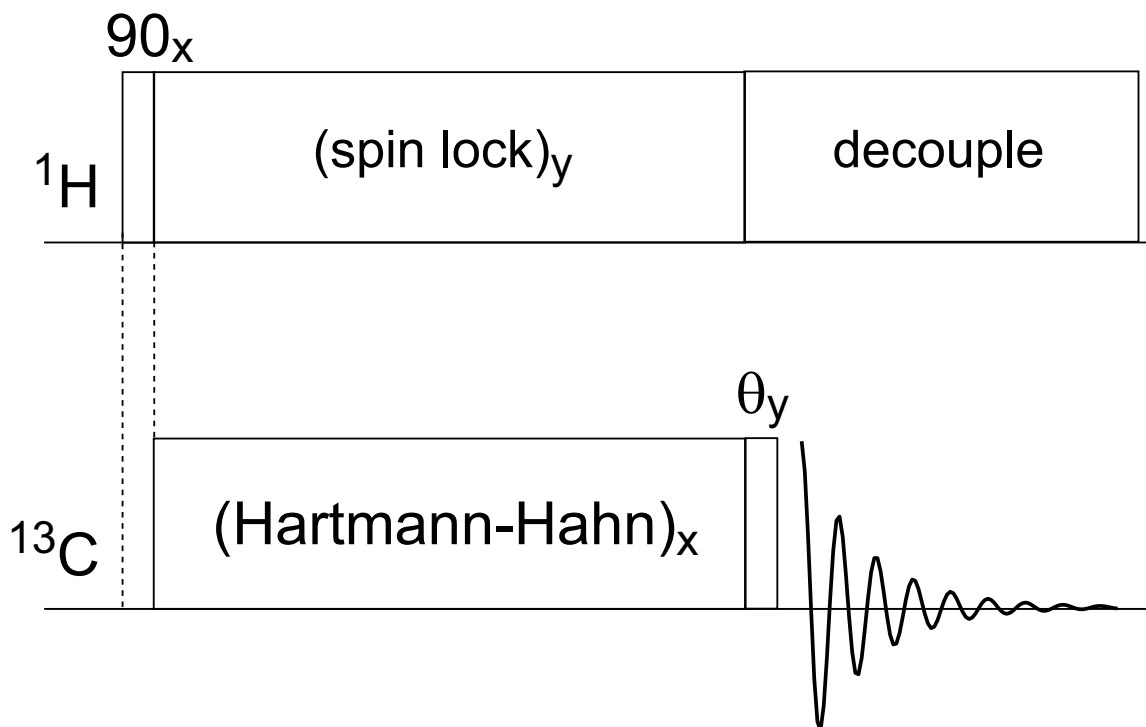 90x
¹H
(spin lock)y
decouple
θy
¹³C
(Hartmann-Hahn)x